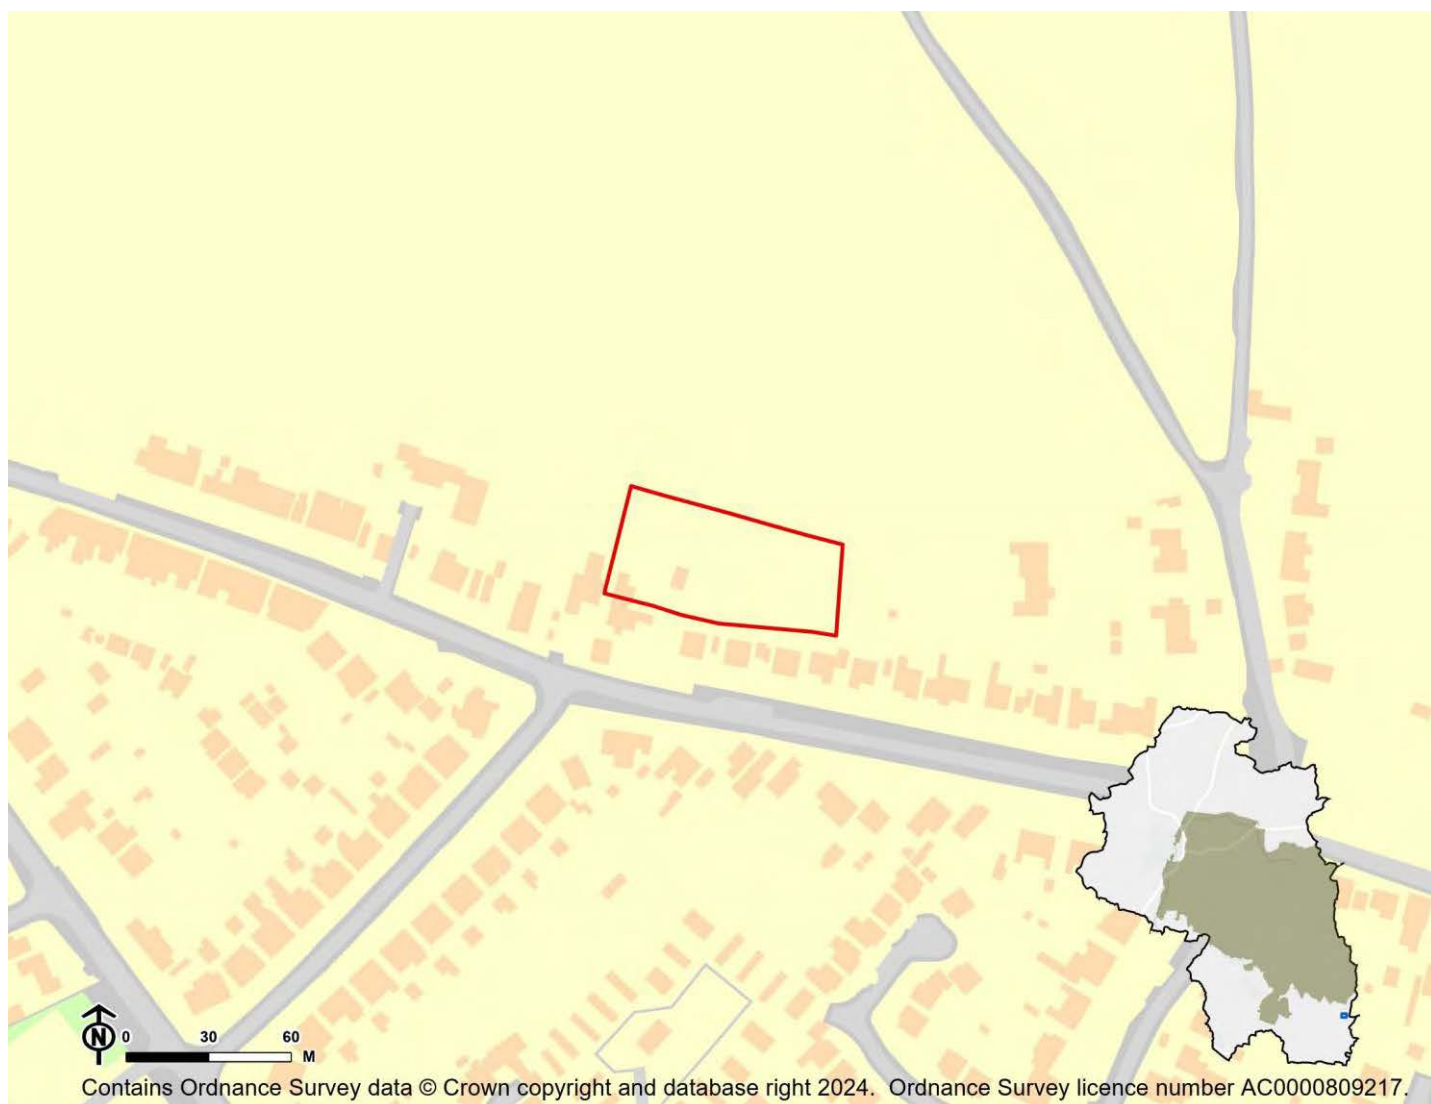 N 0 30 60
M
Contains Ordnance Survey data © Crown copyright and database right 2024. Ordnance Survey licence number AC0000809217.